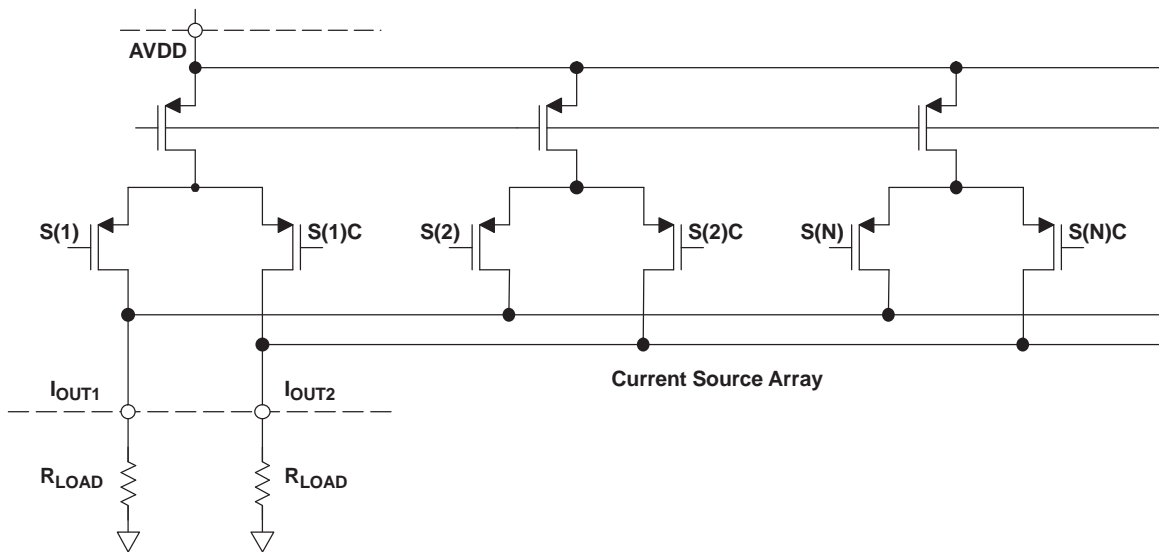 AVDD
S(1)
S(1)C
S(2)
S(2)C
S(N)
S(N)C
Current Source Array
IOUT1
IOUT2
RLOAD
RLOAD